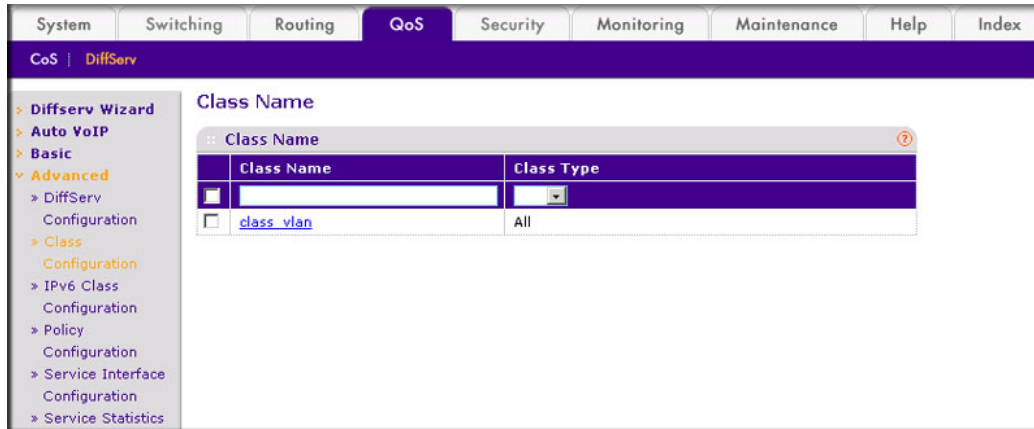 System Switching Routing QoS Security Monitoring Maintenance Help Index
CoS | DiffServ
Diffserv Wizard
Auto VoIP
Basic
Advanced
» DiffServ
Configuration
» Class
Configuration
» IPv6 Class
Configuration
» Policy
Configuration
» Service Interface
Configuration
» Service Statistics
Class Name
Class Name
Class Name Class Type
class_vlan All